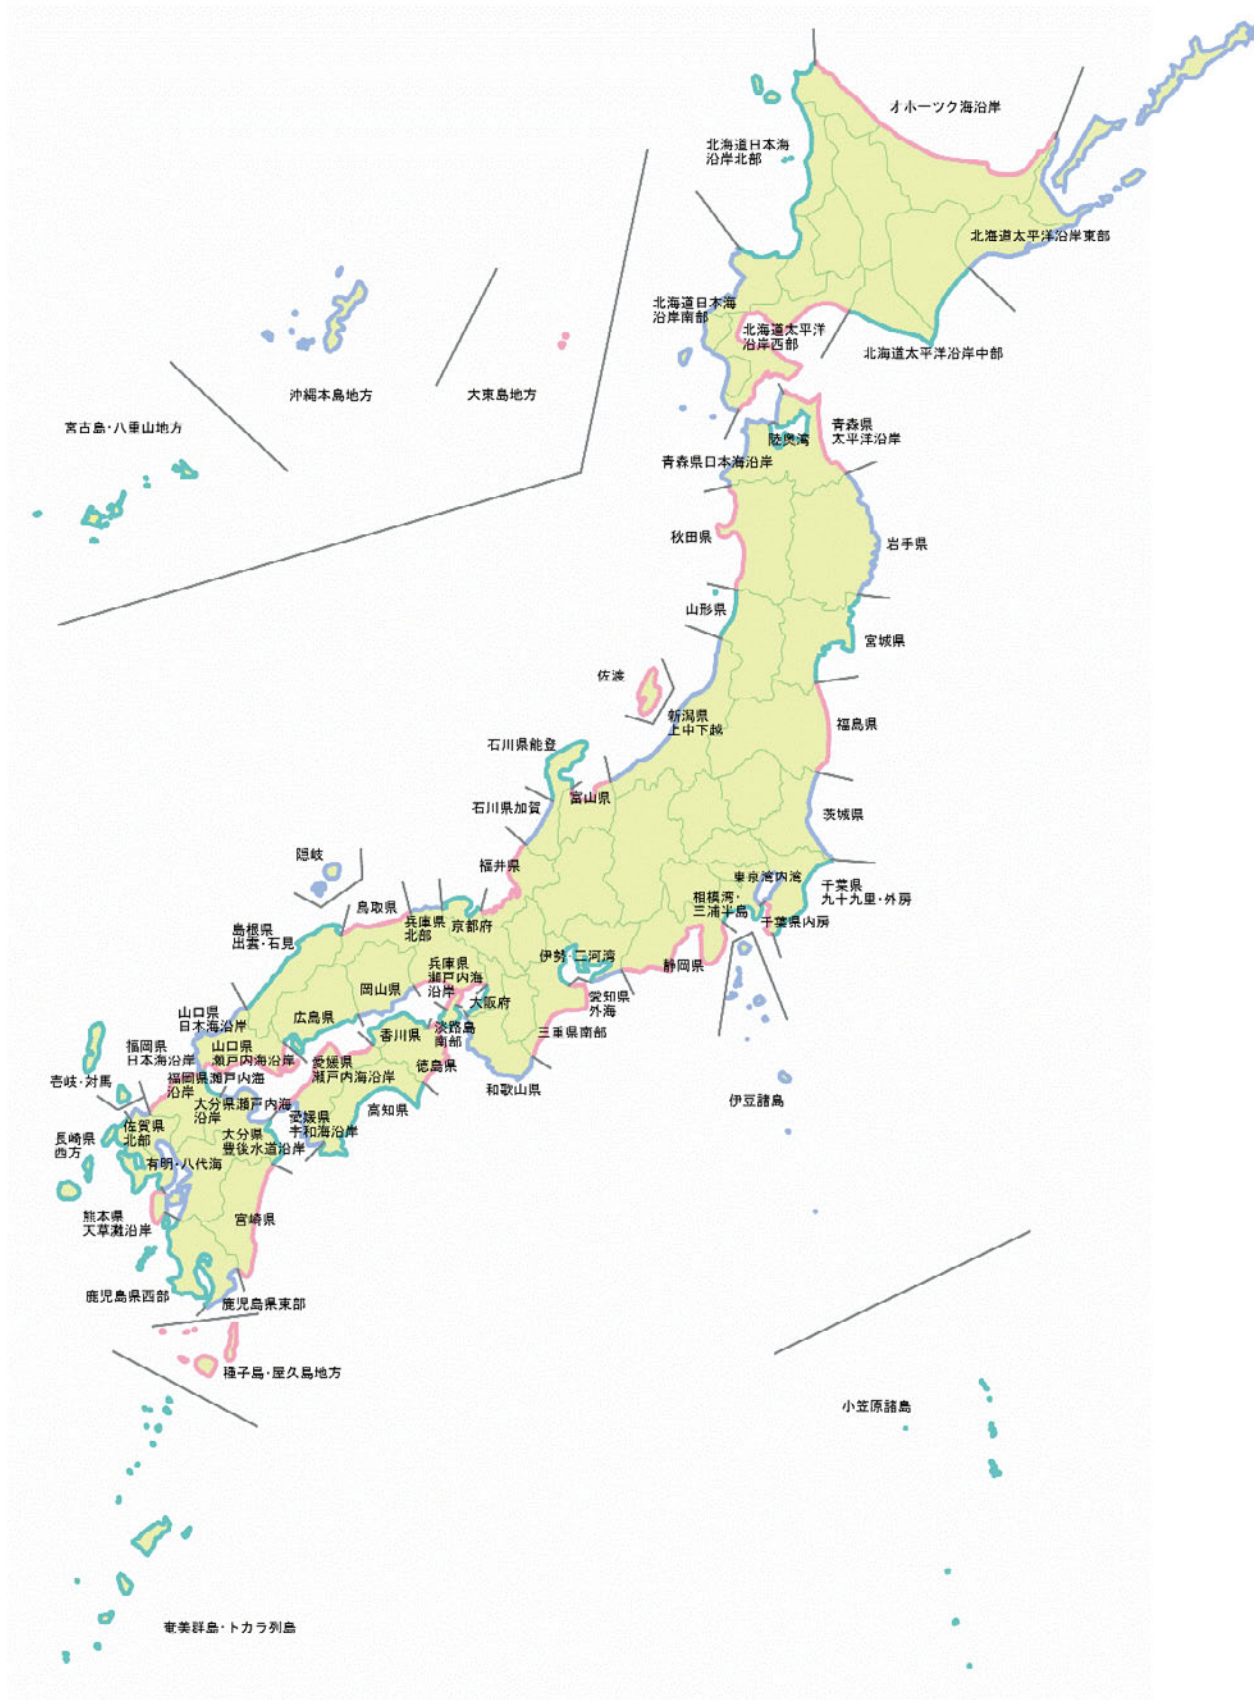 オホーツク海沿岸
北海道日本海
沿岸北部
北海道太平洋沿岸東部
北海道日本海
沿岸南部
北海道太平洋
沿岸西部
北海道太平洋沿岸中部
沖縄本島地方
大東島地方
宮古島・八重山地方
青森県
太平洋沿岸
陸奥湾
青森県日本海沿岸
秋田県
岩手県
山形県
宮城県
佐渡
新潟県
上中下越
福島県
石川県能登
富山県
石川県加賀
茨城県
隠岐
福井県
東京湾内湾
千葉県
九十九里・外房
相模湾・
三浦半島
千葉県内房
鳥取県
兵庫県
北部
京都府
島根県
出雲・石見
伊勢・三河湾
静岡県
兵庫県
瀬戸内海
沿岸
岡山県
大阪府
愛知県
外海
山口県
日本海沿岸
広島県
淡路島
南部
香川県
三重県南部
福岡県
日本海沿岸
山口県
瀬戸内海沿岸
愛媛県
瀬戸内海沿岸
徳島県
和歌山県
壱岐・対馬
福岡県瀬戸内海
沿岸
大分県瀬戸内海
沿岸
愛媛県
宇和海沿岸
高知県
伊豆諸島
佐賀県
北部
長崎県
西方
大分県
豊後水道沿岸
有明・八代海
熊本県
天草灘沿岸
宮崎県
鹿児島県西部
鹿児島県東部
種子島・屋久島地方
小笠原諸島
奄美群島・トカラ列島